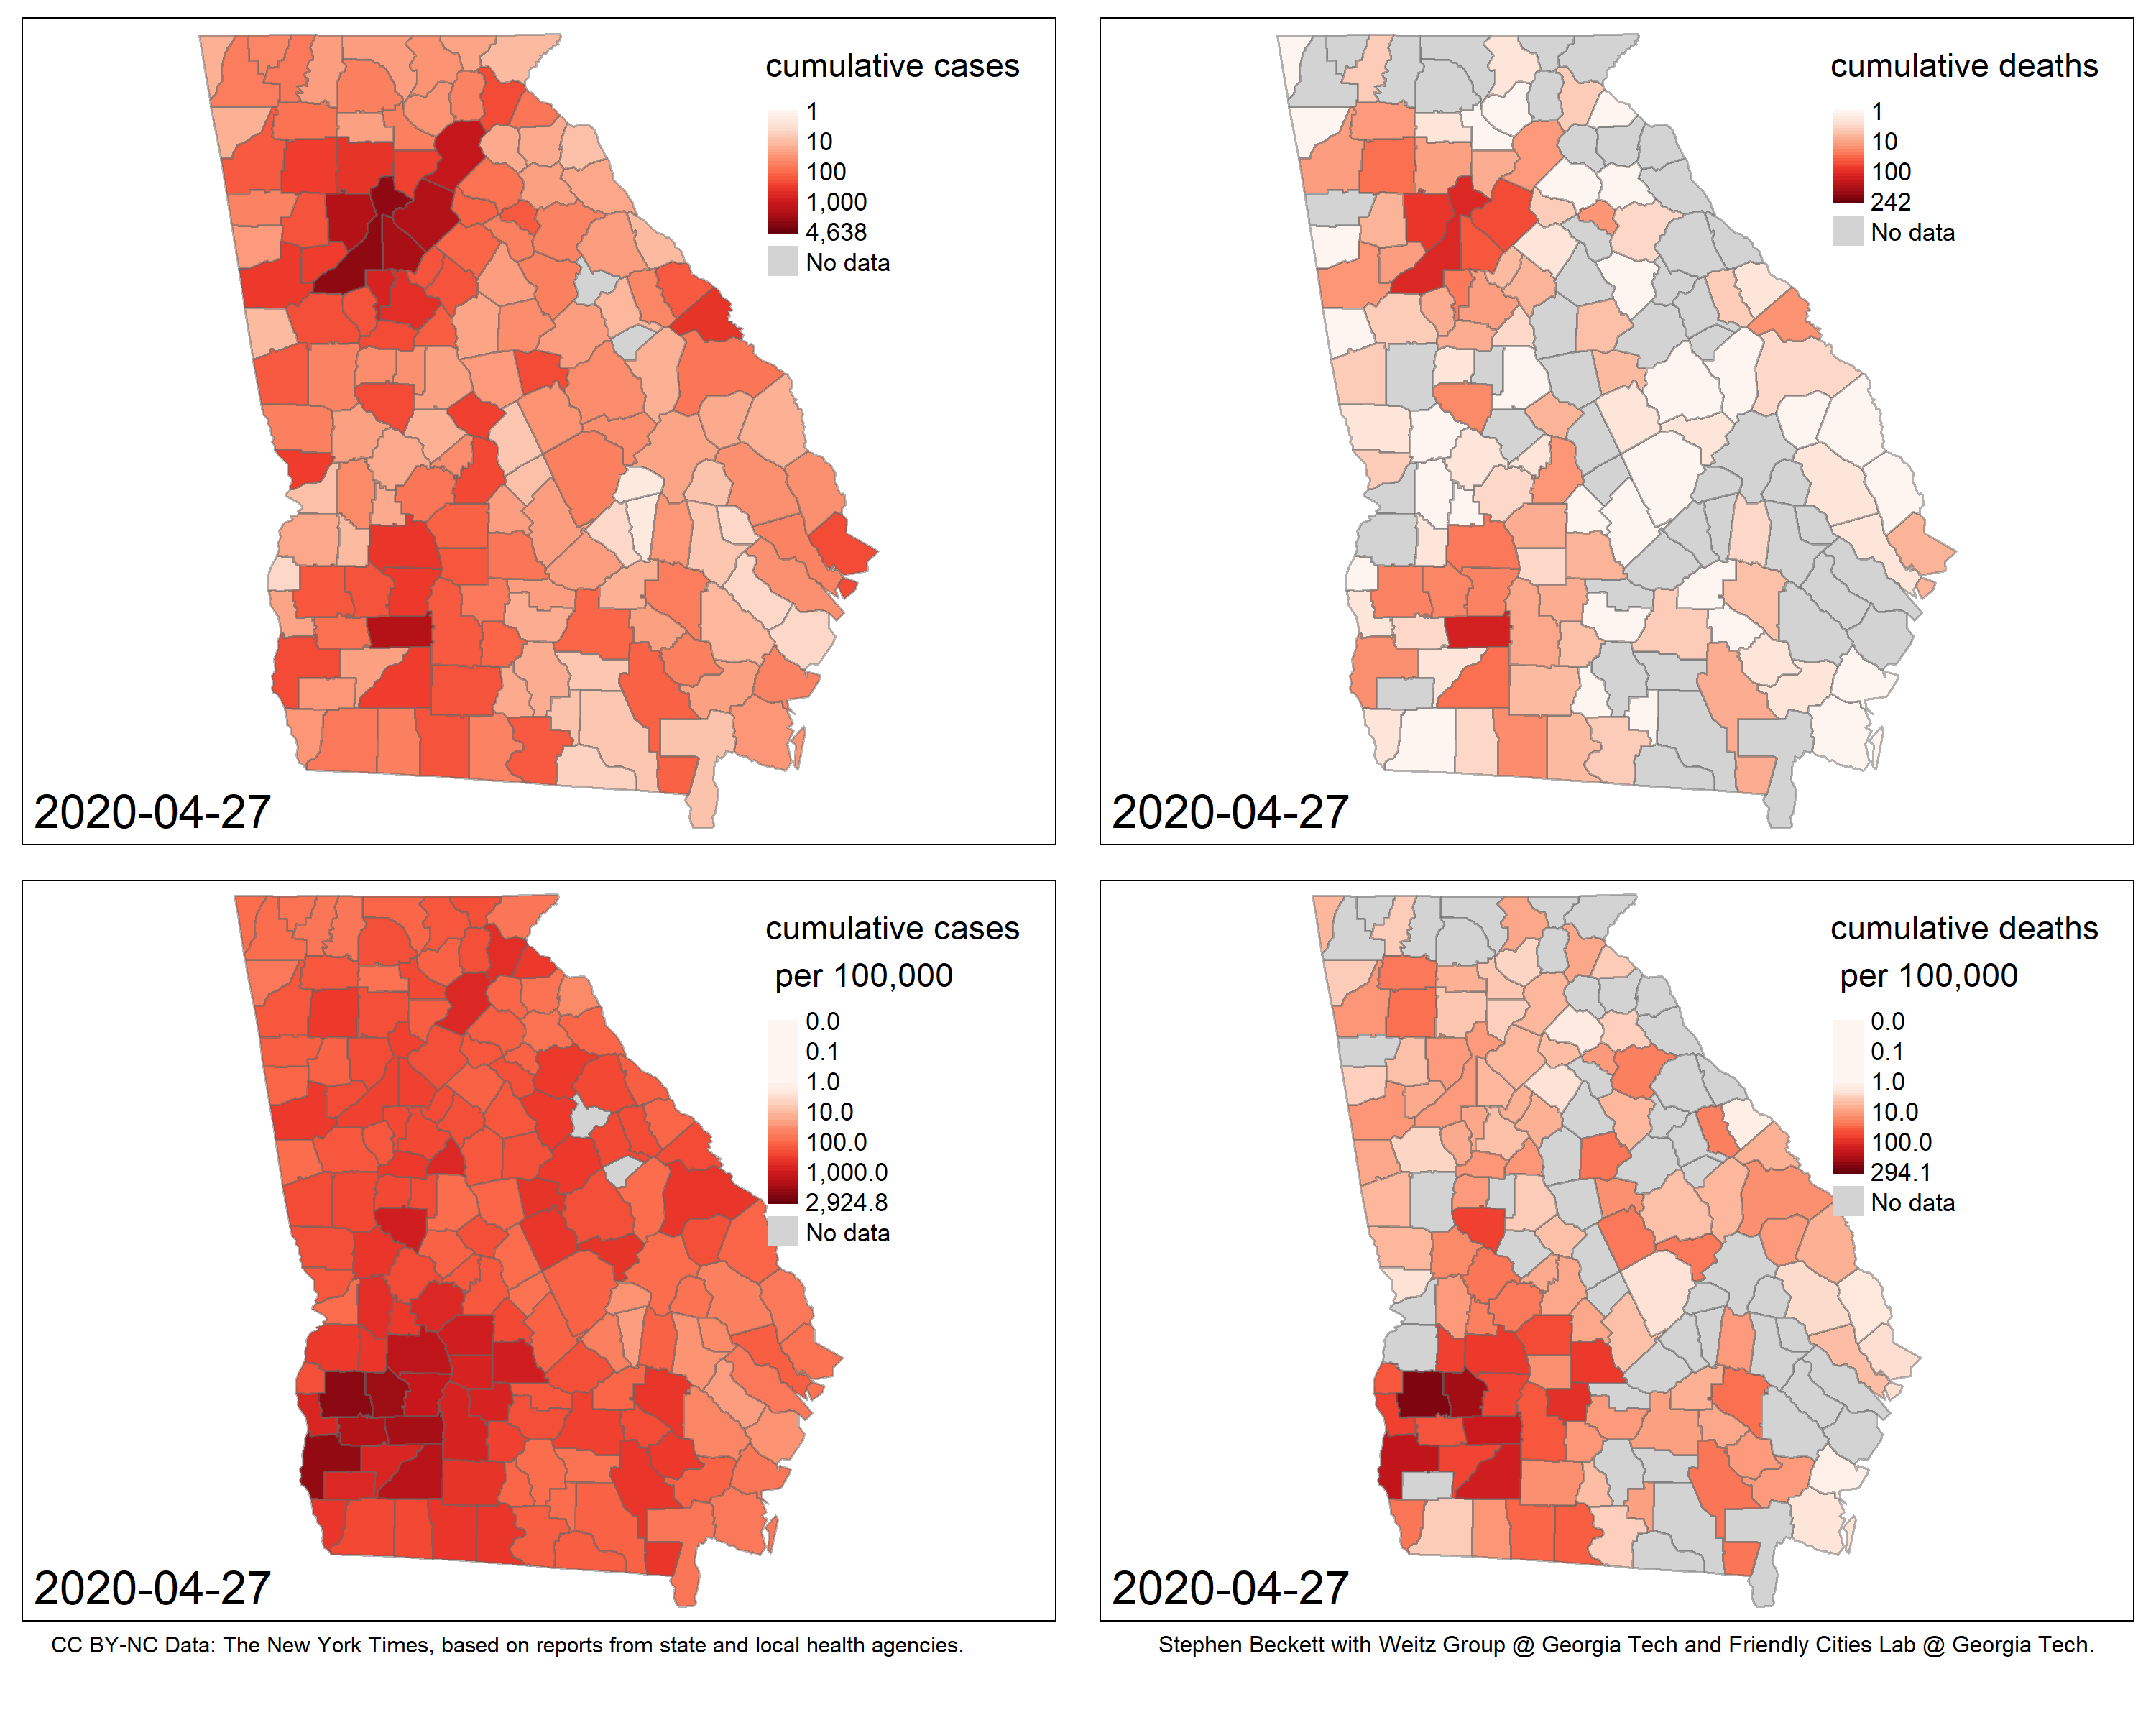 cumulative cases
1
10
100
1,000
4,638
No data
2020-04-27
cumulative deaths
1
10
100
242
No data
2020-04-27
cumulative cases
per 100,000
0.0
0.1
1.0
10.0
100.0
1,000.0
2,924.8
No data
2020-04-27
cumulative deaths
per 100,000
0.0
0.1
1.0
10.0
100.0
294.1
No data
2020-04-27
CC BY-NC Data: The New York Times, based on reports from state and local health agencies.
Stephen Beckett with Weitz Group @ Georgia Tech and Friendly Cities Lab @ Georgia Tech.